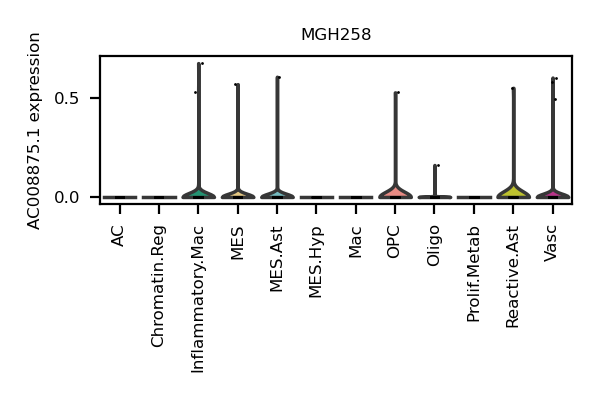 MGH258
AC008875.1 expression
0.5
0.0
AC
Chromatin.Reg
Inflammatory.Mac
MES
MES.Ast
MES.Hyp
Mac
OPC
Oligo
Prolif.Metab
Reactive.Ast
Vasc